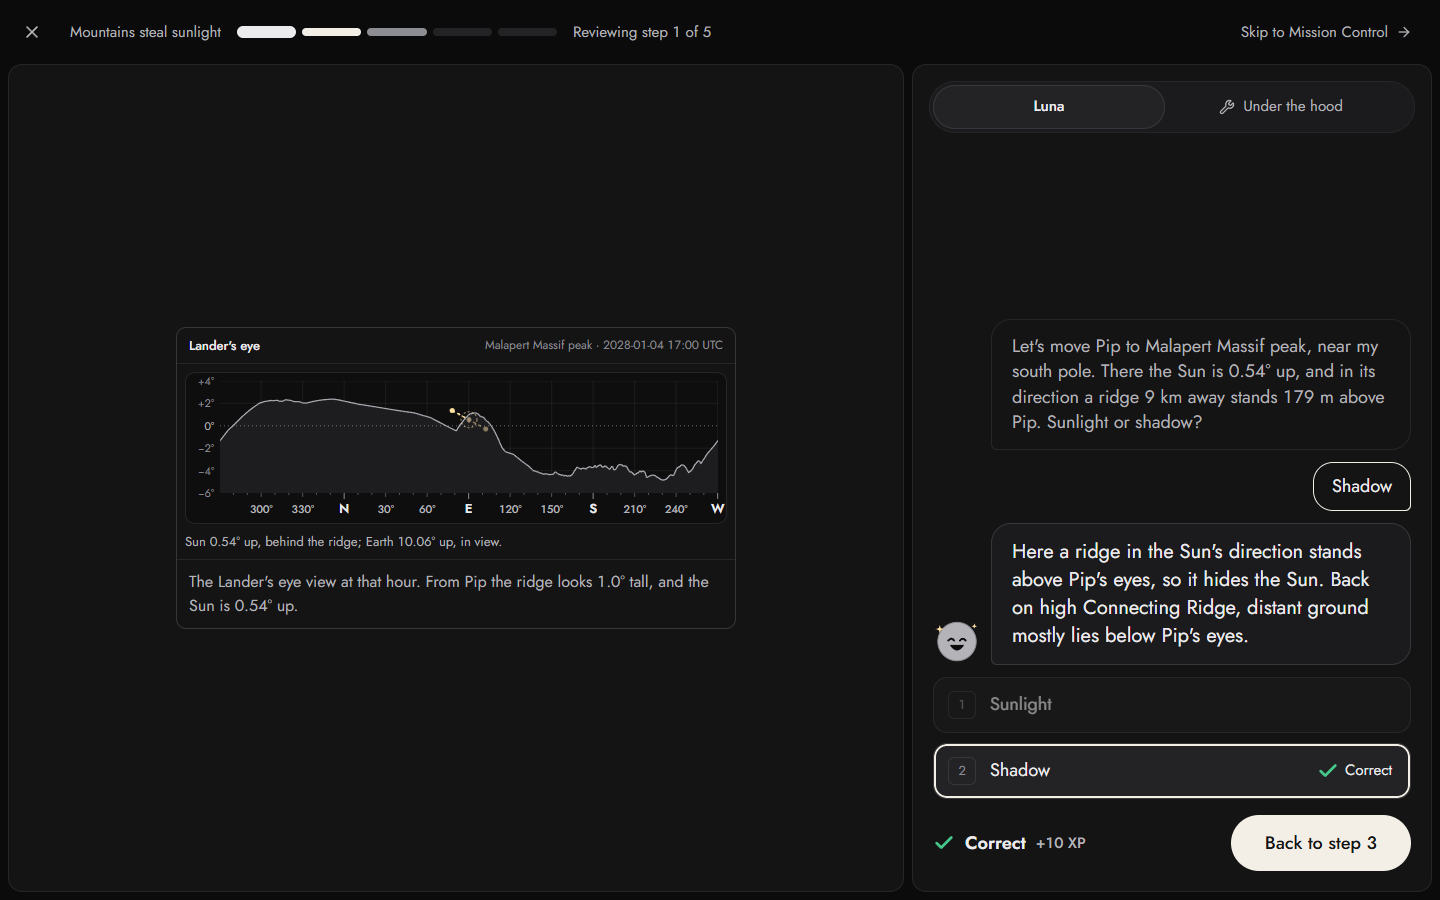 Mountains steal sunlight
Reviewing step 1 of 5
Skip to Mission Control →
Lander's eye
Malapert Massif peak · 2028-01-04 17:00 UTC
+4°
+2°
0°
−2°
−4°
−6°
300° 330° N 30° 60° E 120° 150° S 210° 240° W
Sun 0.54° up, behind the ridge; Earth 10.06° up, in view.
The Lander's eye view at that hour. From Pip the ridge looks 1.0° tall, and the
Sun is 0.54° up.
Luna
Under the hood
Let's move Pip to Malapert Massif peak, near my
south pole. There the Sun is 0.54° up, and in its
direction a ridge 9 km away stands 179 m above
Pip. Sunlight or shadow?
Shadow
Here a ridge in the Sun's direction stands
above Pip's eyes, so it hides the Sun. Back
on high Connecting Ridge, distant ground
mostly lies below Pip's eyes.
1 Sunlight
2 Shadow Correct
Correct +10 XP
Back to step 3